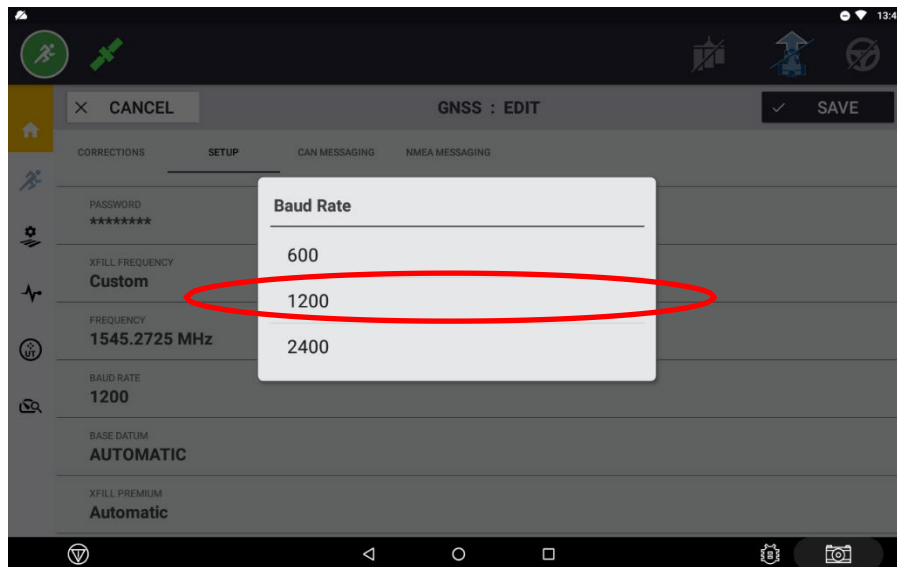 13:4
CANCEL
GNSS : EDIT
SAVE
CORRECTIONS SETUP CAN MESSAGING NMEA MESSAGING
PASSWORD
********
XFILL FREQUENCY
Custom
FREQUENCY
1545.2725 MHz
BAUD RATE
1200
BASE DATUM
AUTOMATIC
XFILL PREMIUM
Automatic
Baud Rate
600
1200
2400
UT